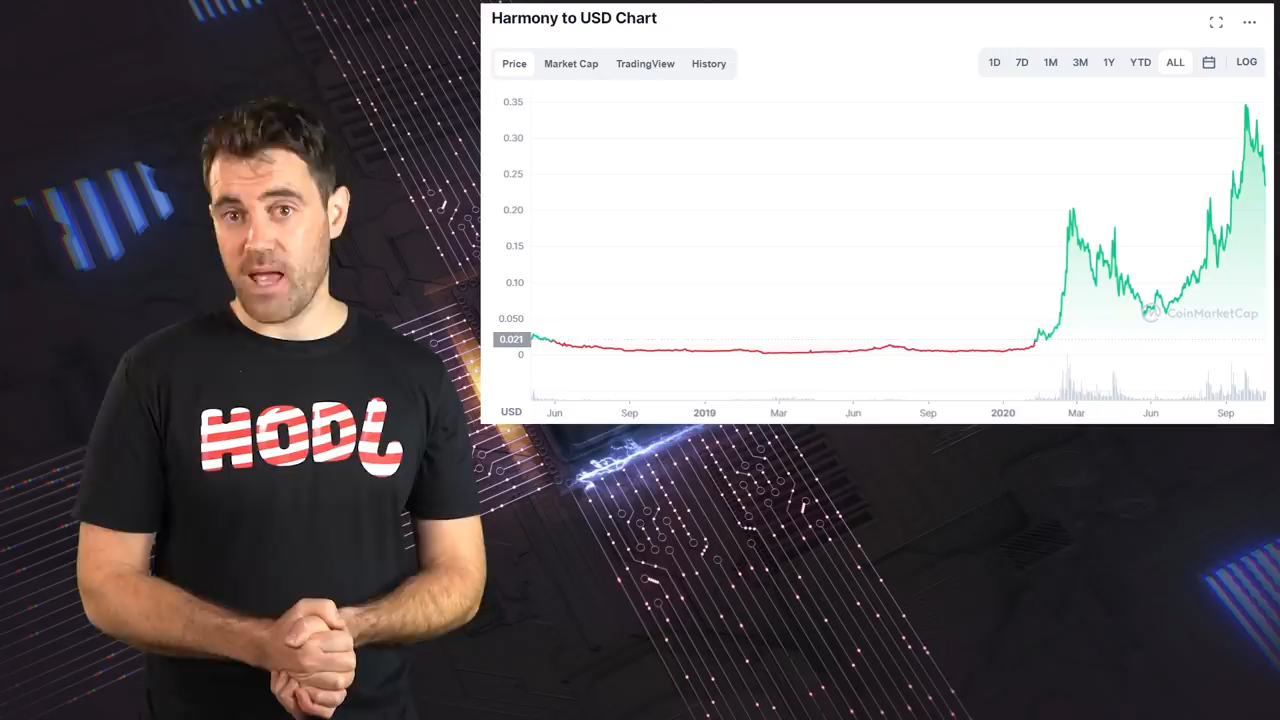 Harmony to USD Chart
Price Market Cap TradingView History
1D 7D 1M 3M 1Y YTD ALL LOG
0.35
0.30
0.25
0.20
0.15
0.10
0.050
0.021
0
CoinMarketCap
USD Jun Sep 2019 Mar Jun Sep 2020 Mar Jun Sep
HODL